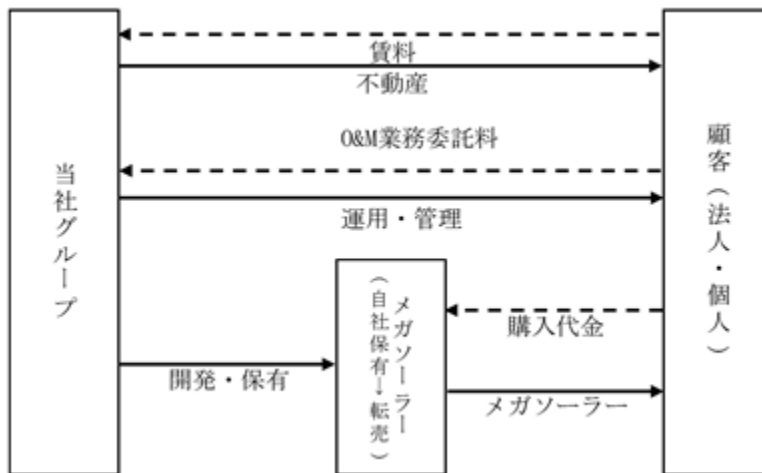 賃料
不動産
O&M業務委託料
運用・管理
当社グループ
顧客（法人・個人）
メガソーラー
（自社保有→転売）
購入代金
開発・保有
メガソーラー